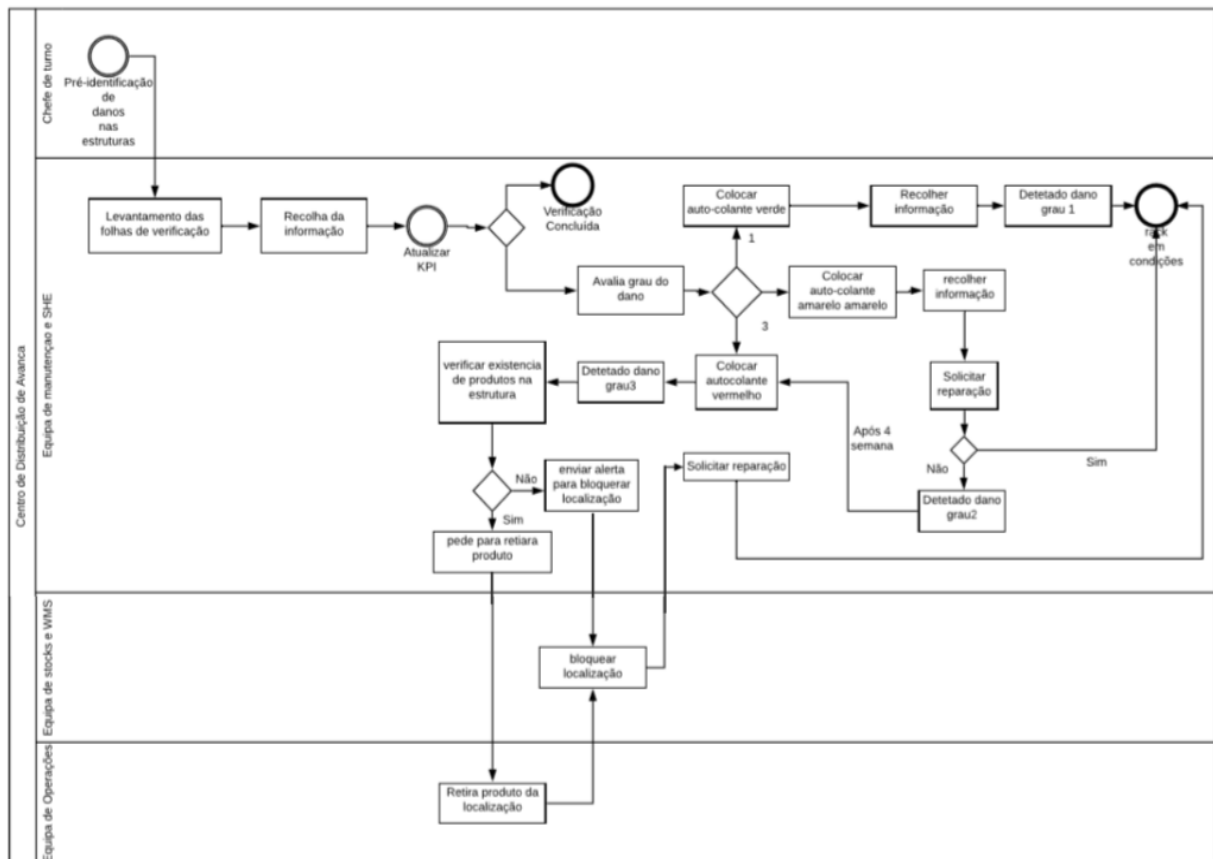 Centro de Distribuição de Avanca
Chefe de turno
Pré-identificação
de
danos
nas
estruturas
Equipa de manutençao e SHE
Levantamento das
folhas de verificação
Recolha da
informação
Atualizar
KPI
Verificação
Concluída
Avalia grau do
dano
1
3
Colocar
auto-colante verde
Recolher
informação
Detetado dano
grau 1
rack
em
condições
Colocar
auto-colante
amarelo amarelo
recolher
informação
Solicitar
reparação
Sim
Não
Detetado dano
grau2
Após 4
semana
Colocar
autocolante
vermelho
Detetado dano
grau3
verificar existencia
de produtos na
estrutura
Não
Sim
enviar alerta
para bloquerar
localização
pede para retiara
produto
Solicitar reparação
Equipa de stocks e WMS
bloquear
localização
Equipa de Operações
Retira produto da
localização